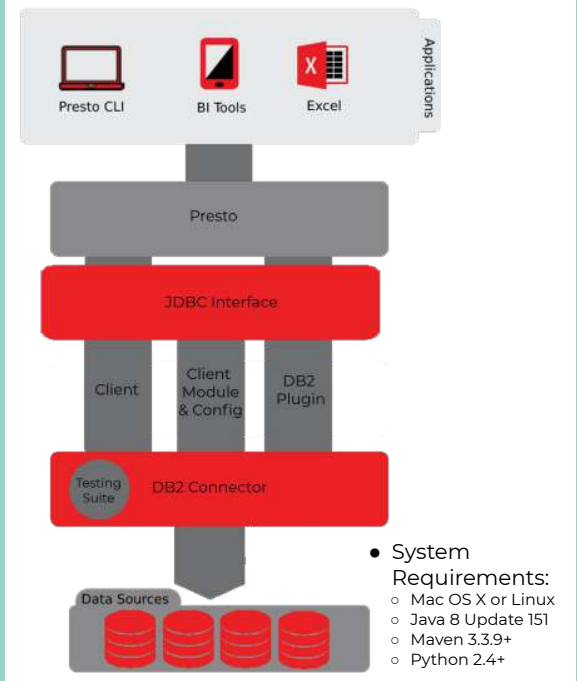 Applications
Presto CLI
BI Tools
Excel
X
Presto
JDBC Interface
Client
Client
Module
& Config
DB2
Plugin
Testing
Suite
DB2 Connector
Data Sources
● System
Requirements:
○ Mac OS X or Linux
○ Java 8 Update 151
○ Maven 3.3.9+
○ Python 2.4+